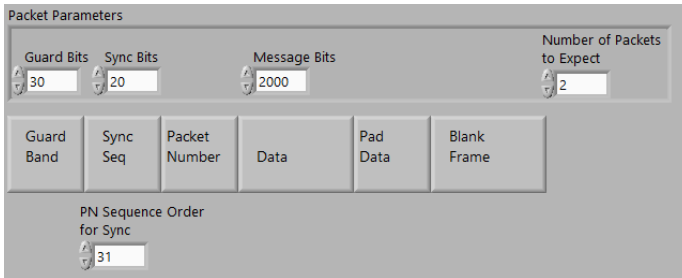 Packet Parameters
Guard Bits Sync Bits Message Bits Number of Packets
to Expect
30 20 2000 2
Guard
Band
Sync
Seq
Packet
Number
Data
Pad
Data
Blank
Frame
PN Sequence Order
for Sync
31